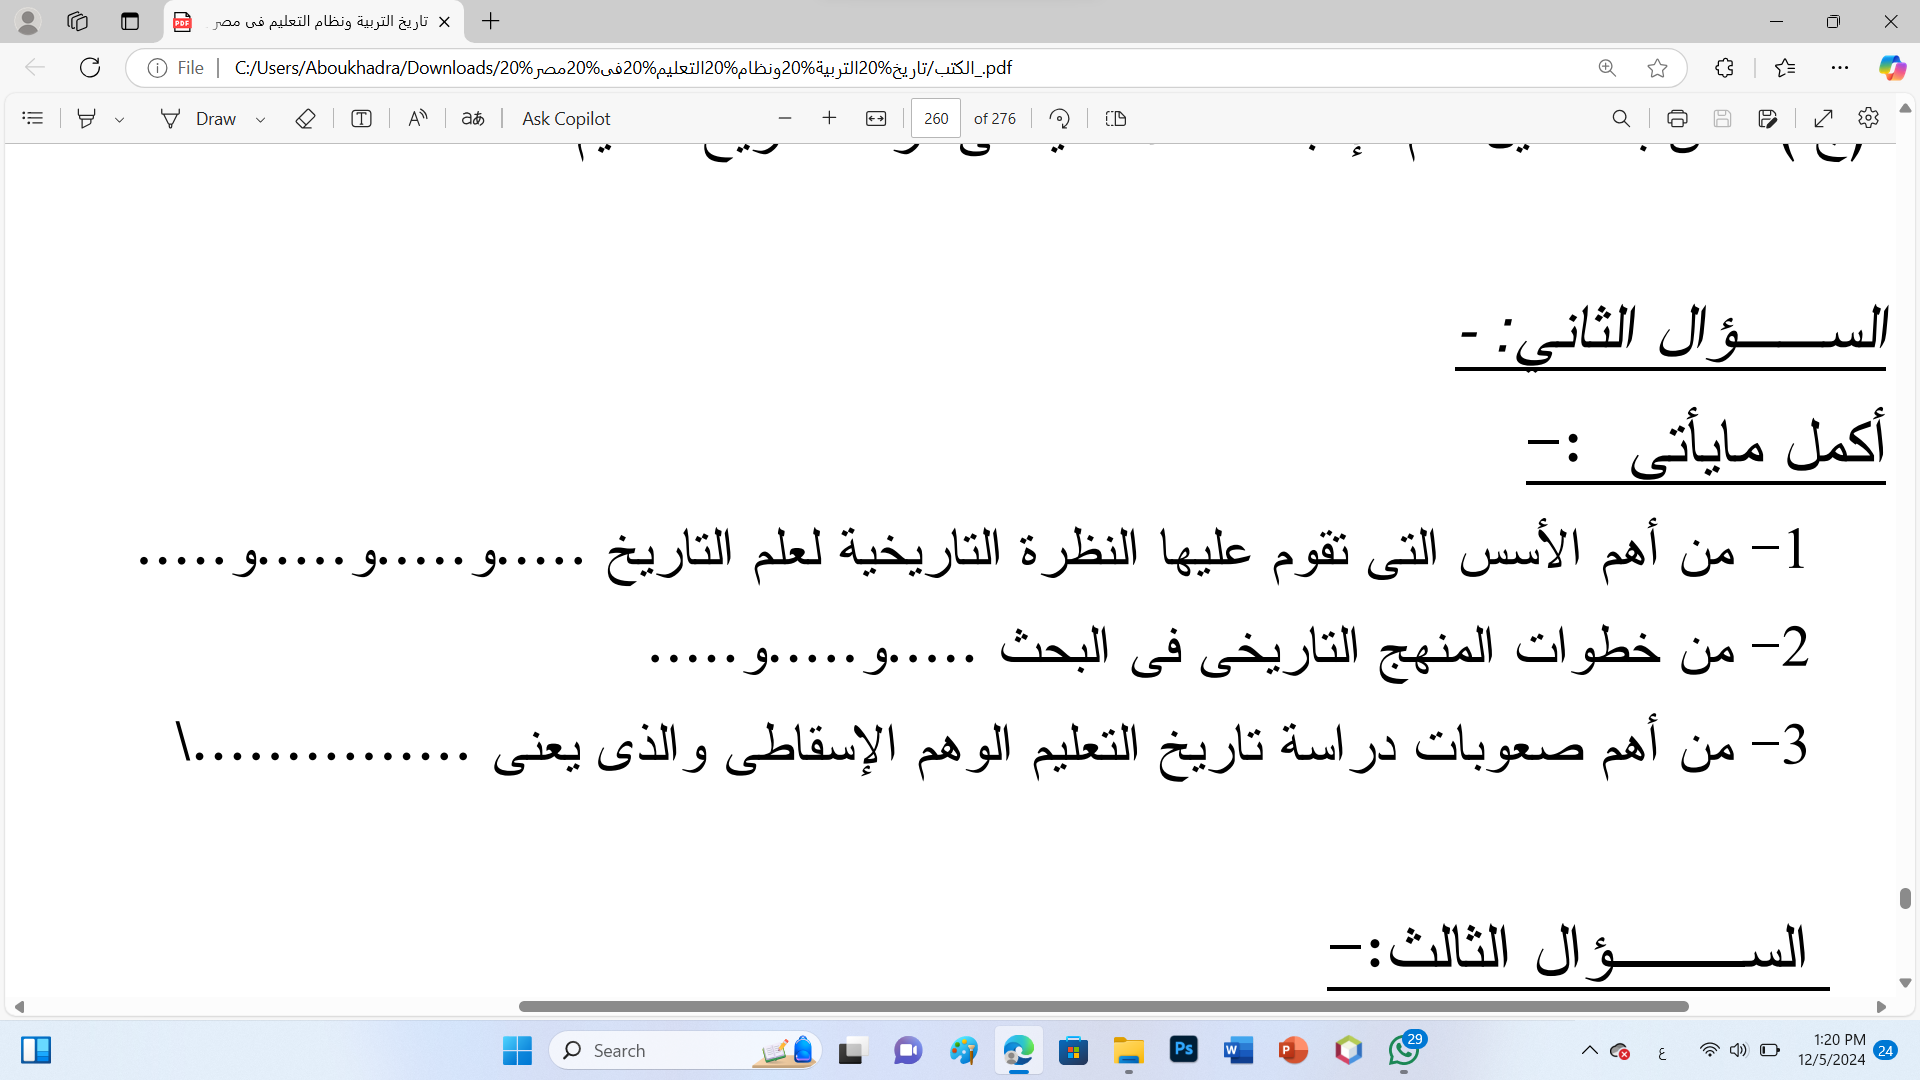 تاريخ التربية ونظام التعليم فى مصر
File
C:/Users/Aboukhadra/Downloads/الكتب/تاريخ%20التربية%20ونظام%20التعليم%20فى%20مصر%20_.pdf
Draw
Ask Copilot
260
of 276
الســـــؤال الثاني: -
أكمل مايأتى :-
1- من أهم الأسس التى تقوم عليها النظرة التاريخية لعلم التاريخ .....و.....و.....و.....
2- من خطوات المنهج التاريخى فى البحث .....و.....و.....
3- من أهم صعوبات دراسة تاريخ التعليم الوهم الإسقاطى والذى يعنى ...............\
الســـــــؤال الثالث:-
Search
29
ع
1:20 PM
12/5/2024
24